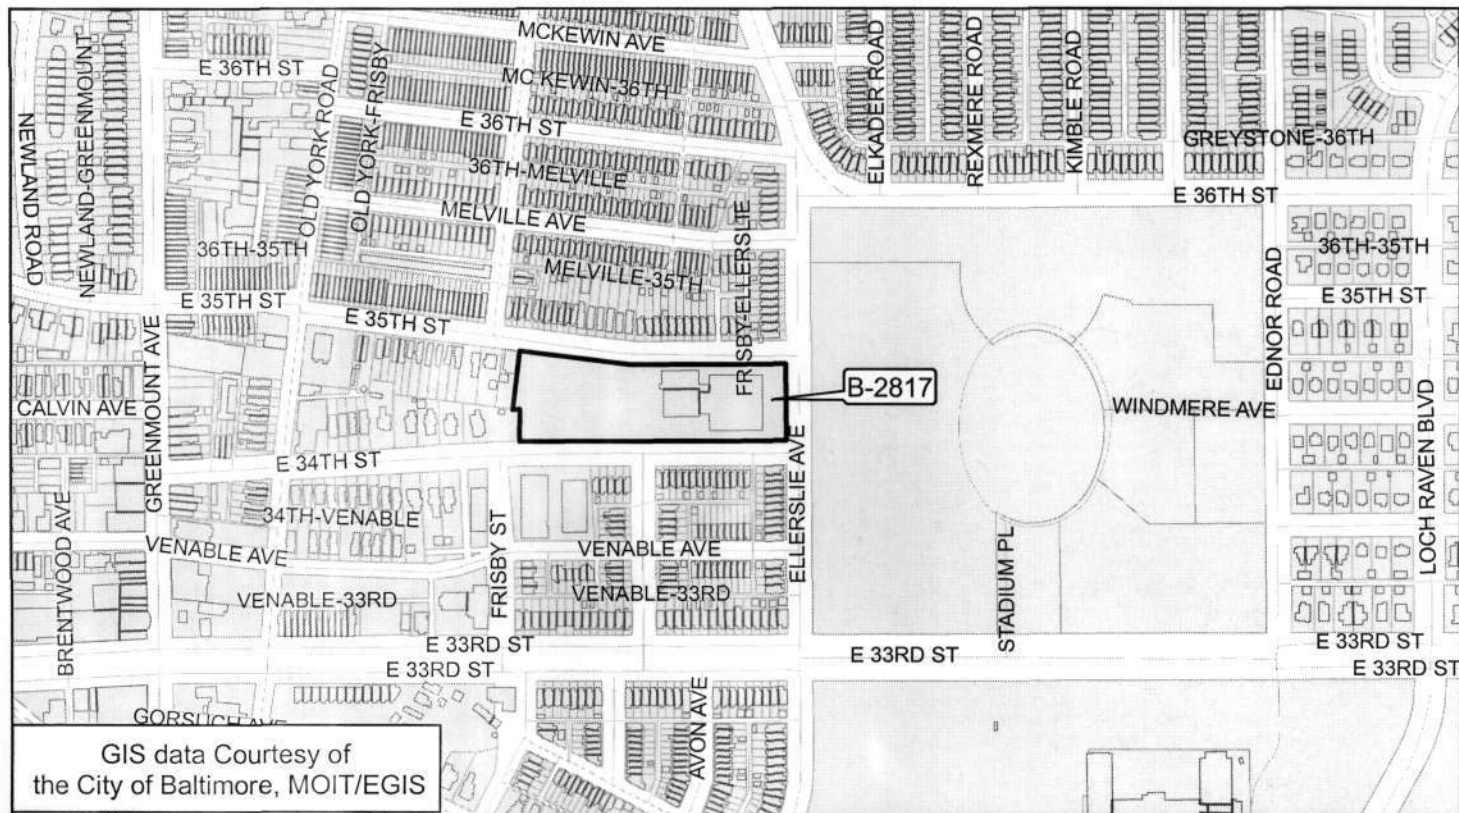 MCKEWIN AVE
E 36TH ST
MC KEWIN-36TH
E 36TH ST
NEWLAND ROAD
NEWLAND-GREENMOUNT
OLD YORK ROAD
OLD YORK-FRISBY
ELKADER ROAD
REXMERE ROAD
KIMBLE ROAD
GREYSTONE-36TH
36TH-MELVILLE
MELVILLE AVE
E 36TH ST
36TH-35TH
MELVILLE-35TH
FRISBY-ELLERSLIE
36TH-35TH
E 35TH ST
E 35TH ST
E 35TH ST
EDNOR ROAD
LOCH RAVEN BLVD
B-2817
CALVIN AVE
GREENMOUNT AVE
WINDMERE AVE
E 34TH ST
ELLERSLIE AVE
34TH-VENABLE
BRENTWOOD AVE
VENABLE AVE
FRISBY ST
VENABLE AVE
STADIUM PL
VENABLE-33RD
VENABLE-33RD
E 33RD ST
E 33RD ST
E 33RD ST
E 33RD ST
E 33RD ST
AVON AVE
GORSUCH AVE
GIS data Courtesy of
the City of Baltimore, MOIT/EGIS